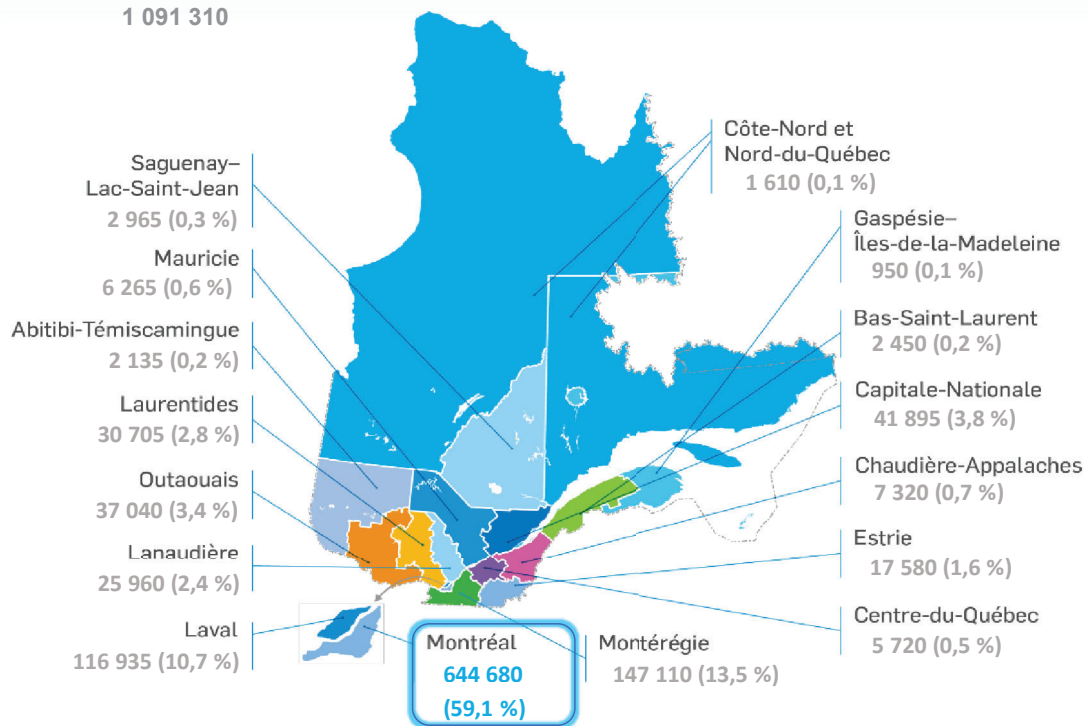 1 091 310
Saguenay–
Lac-Saint-Jean
2 965 (0,3 %)
Mauricie
6 265 (0,6 %)
Abitibi-Témiscamingue
2 135 (0,2 %)
Laurentides
30 705 (2,8 %)
Outaouais
37 040 (3,4 %)
Lanaudière
25 960 (2,4 %)
Laval
116 935 (10,7 %)
Montréal
644 680
(59,1 %)
Montérégie
147 110 (13,5 %)
Côte-Nord et
Nord-du-Québec
1 610 (0,1 %)
Gaspésie–
Îles-de-la-Madeleine
950 (0,1 %)
Bas-Saint-Laurent
2 450 (0,2 %)
Capitale-Nationale
41 895 (3,8 %)
Chaudière-Appalaches
7 320 (0,7 %)
Estrie
17 580 (1,6 %)
Centre-du-Québec
5 720 (0,5 %)